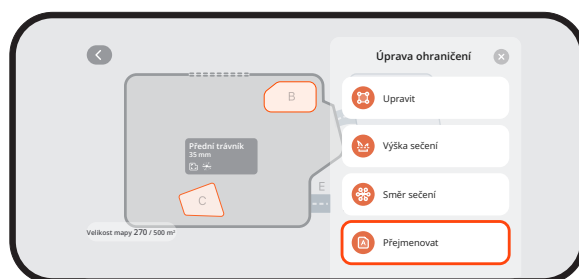 Úprava ohraničení
B
Upravit
Přední trávník
35 mm
Výška sečení
E
Směr sečení
C
Velikost mapy 270 / 500 m²
A
Přejmenovat